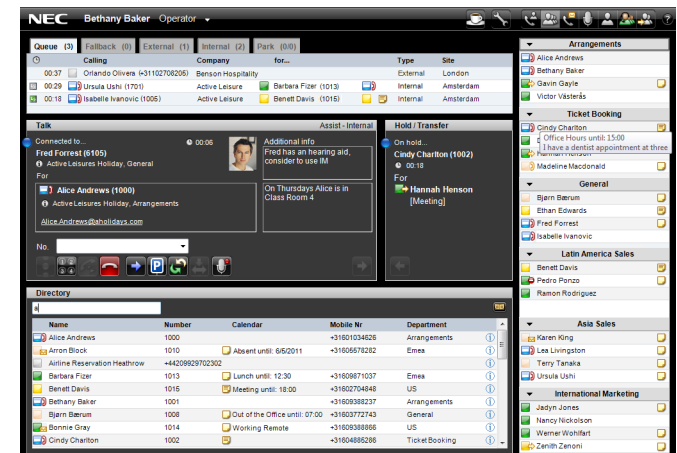 NEC Bethany Baker Operator
Queue (3) Fallback (0) External (1) Internal (2) Park (0/0)
Calling Company for... Type Site
00:37 Orlando Olivera (+31102708205) Benson Hospitality External London
00:29 Ursula Ushi (1701) Active Leisure Barbara Fizer (1013) Internal Amsterdam
00:18 Isabelle Ivanovic (1005) Active Leisure Benett Davis (1015) Internal Amsterdam
Talk Assist - Internal
Connected to... 00:06
Fred Forrest (6105)
ActiveLeisures Holiday, General
For
Alice Andrews (1000)
ActiveLeisures Holiday, Arrangements
Alice.Andrews@aholidays.com
Additional info
Fred has an hearing aid,
consider to use IM
On Thursdays Alice is in
Class Room 4
No.
Hold / Transfer
On hold...
Cindy Charlton (1002)
00:18
For
Hannah Henson
[Meeting]
Directory
a
Name Number Calendar Mobile Nr Department
Alice Andrews 1000 +31601034626 Arrangements
Arron Block 1010 Absent until: 6/5/2011 +31605678282 Emea
Airline Reservation Heathrow +44209929702302
Barbara Fizer 1013 Lunch until: 12:30 +31609871037 Emea
Benett Davis 1015 Meeting until: 18:00 +31602704848 US
Bethany Baker 1001 +31609388237 Arrangements
Bjørn Bærum 1008 Out of the Office until: 07:00 +31603772743 General
Bonnie Gray 1014 Working Remote +31609388866 US
Cindy Charlton 1002 +31604885286 Ticket Booking
Arrangements
Alice Andrews
Bethany Baker
Gavin Gayle
Victor Västerås
Ticket Booking
Cindy Charlton
Office Hours until: 15:00
I have a dentist appointment at three
Hannah Henson
Madeline Macdonald
General
Bjørn Bærum
Ethan Edwards
Fred Forrest
Isabelle Ivanovic
Latin America Sales
Benett Davis
Pedro Ponzo
Ramon Rodriguez
Asia Sales
Karen King
Lea Livingston
Terry Tanaka
Ursula Ushi
International Marketing
Jadyn Jones
Nancy Nickolson
Werner Wohlfart
Zenith Zenoni